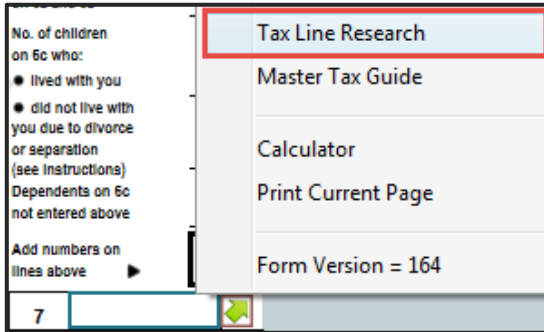 No. of children
on 6c who:
● lived with you
● did not live with
you due to divorce
or separation
(see instructions)
Dependents on 6c
not entered above
Add numbers on
lines above ▶
7
Tax Line Research
Master Tax Guide
Calculator
Print Current Page
Form Version = 164